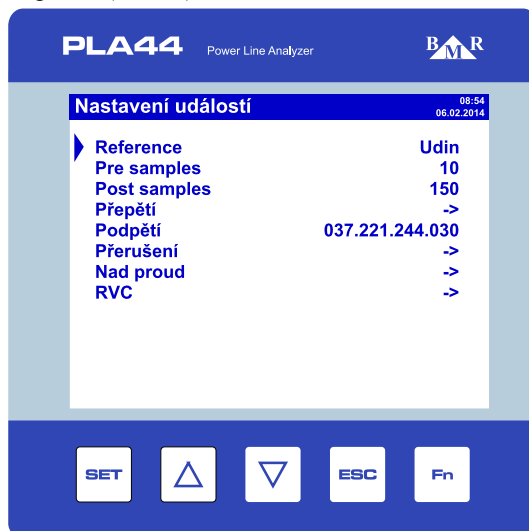 PLA44 Power Line Analyzer BMR
Nastavení událostí 08:54
06.02.2014
Reference Udin
Pre samples 10
Post samples 150
Přepětí ->
Podpětí 037.221.244.030
Přerušení ->
Nad proud ->
RVC ->
SET ESC Fn